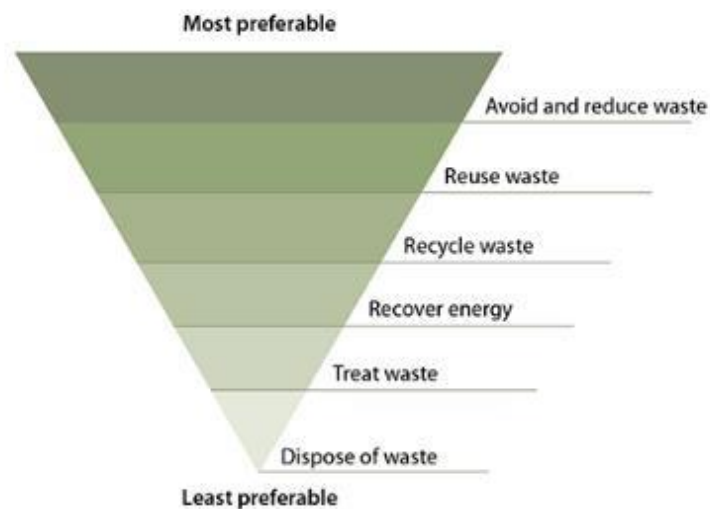 Most preferable
Avoid and reduce waste
Reuse waste
Recycle waste
Recover energy
Treat waste
Dispose of waste
Least preferable